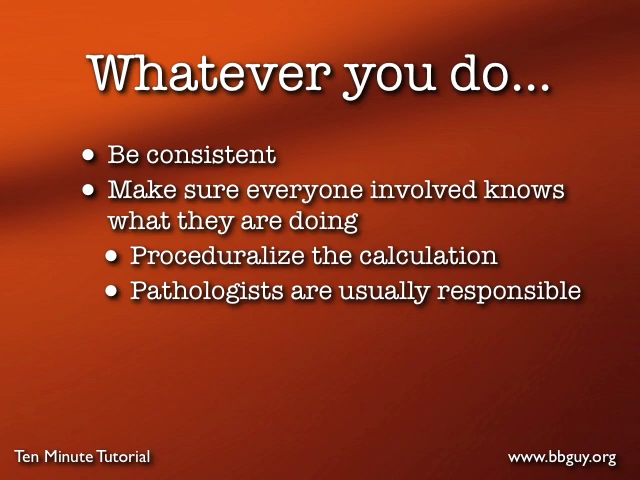 Whatever you do...
• Be consistent
• Make sure everyone involved knows
what they are doing
• Proceduralize the calculation
• Pathologists are usually responsible
Ten Minute Tutorial
www.bbguy.org